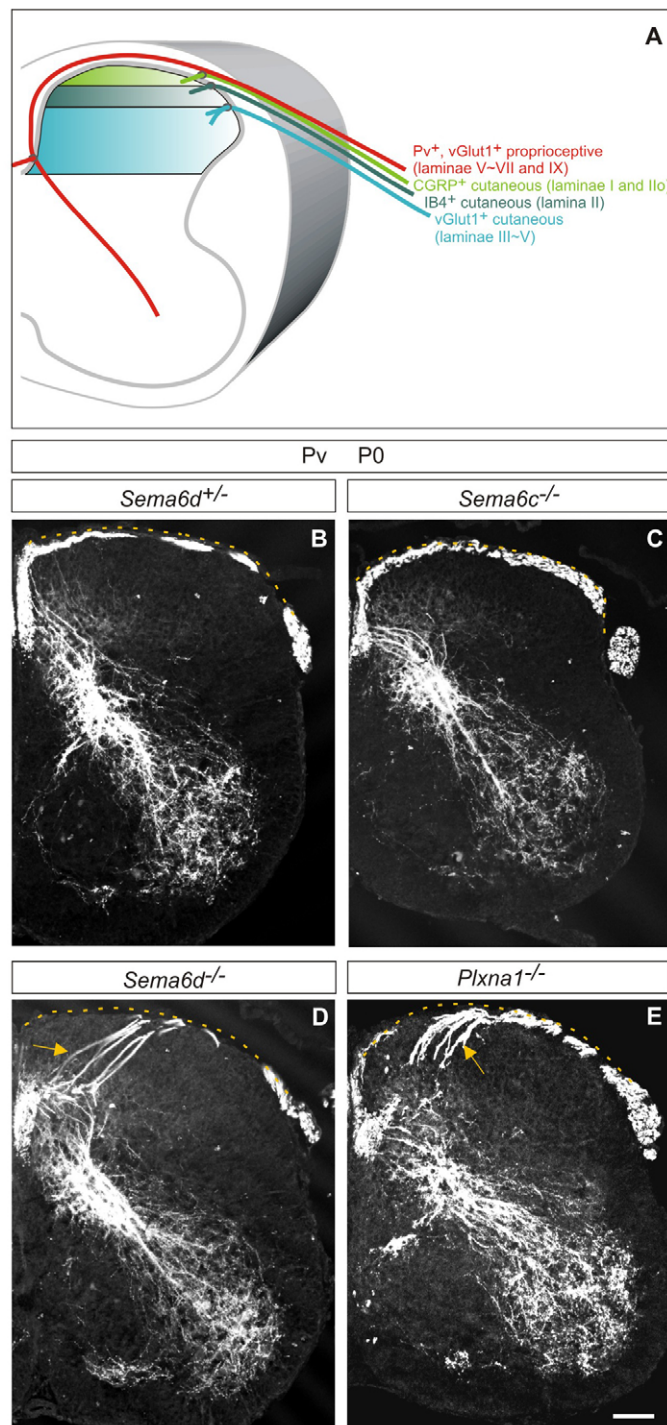 A
Pv+, vGlut1+ proprioceptive
(laminae V~VII and IX)
CGRP+ cutaneous (laminae I and IIo)
IB4+ cutaneous (lamina II)
vGlut1+ cutaneous
(laminae III~V)
Pv P0
Sema6d+/-
Sema6c-/-
B
C
Sema6d-/-
Plxna1-/-
D
E